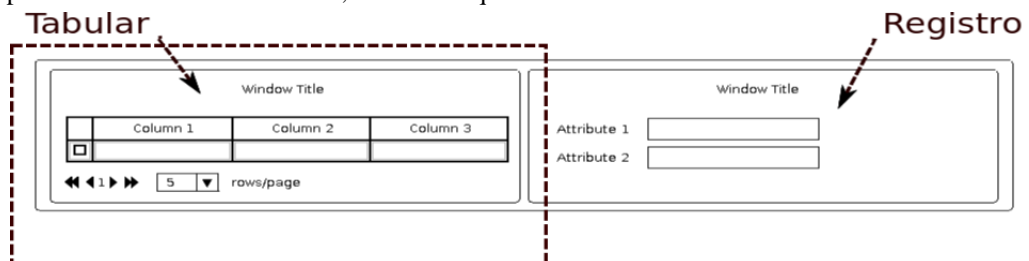 Tabular
Registro
Window Title
Column 1 Column 2 Column 3
1 5 rows/page
Window Title
Attribute 1
Attribute 2